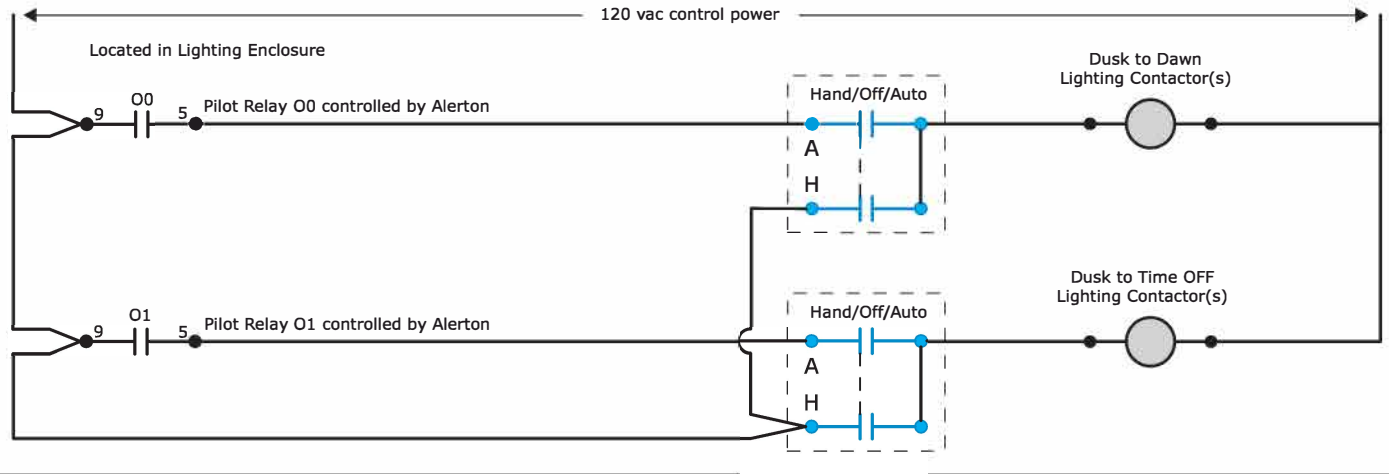 120 vac control power
Located in Lighting Enclosure
Dusk to Dawn
Lighting Contactor(s)
Hand/Off/Auto
9 O0 5 Pilot Relay O0 controlled by Alerton
A
H
Dusk to Time OFF
Lighting Contactor(s)
Hand/Off/Auto
9 O1 5 Pilot Relay O1 controlled by Alerton
A
H